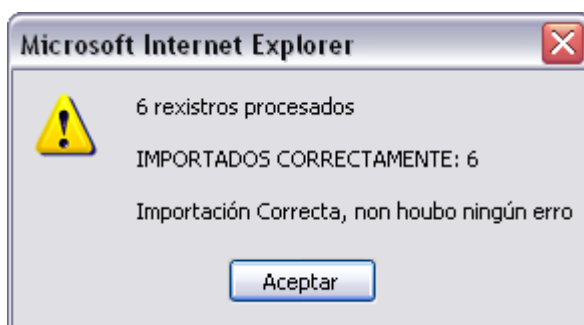 Microsoft Internet Explorer
6 rexistros procesados
IMPORTADOS CORRECTAMENTE: 6
Importación Correcta, non houbo ningún erro
Aceptar